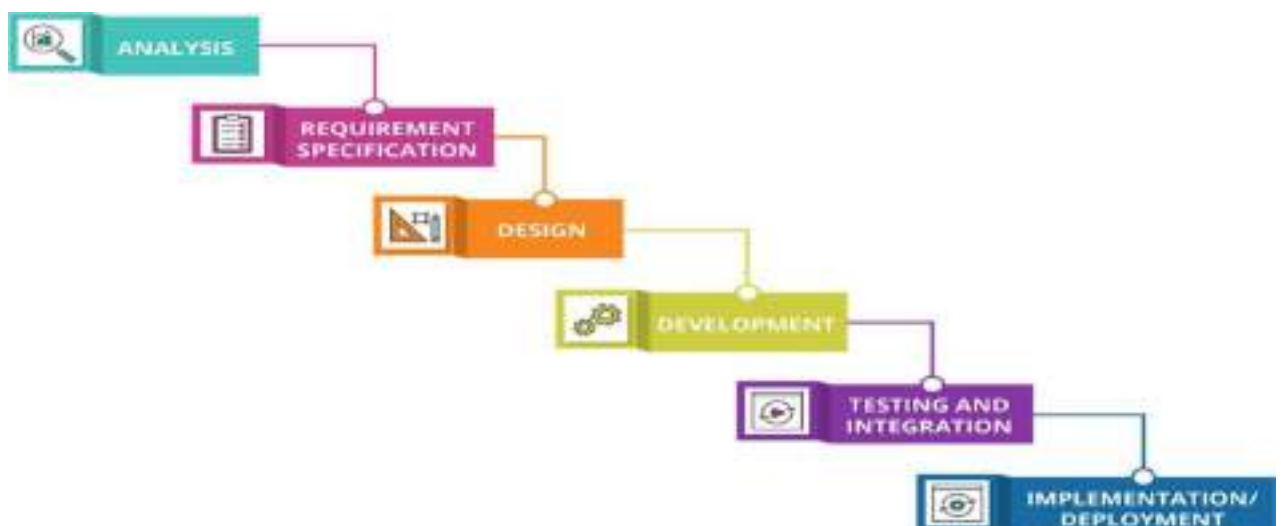 ANALYSIS
REQUIREMENT
SPECIFICATION
DESIGN
DEVELOPMENT
TESTING AND
INTEGRATION
IMPLEMENTATION/
DEPLOYMENT